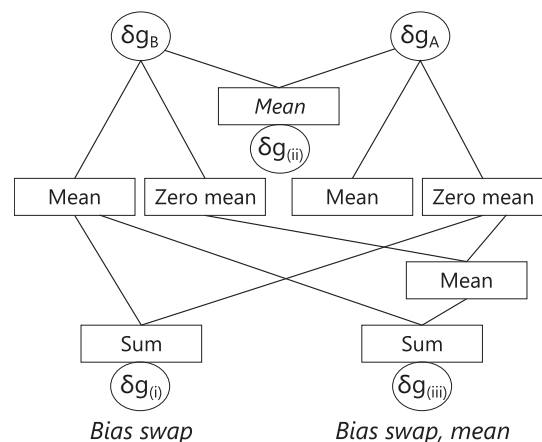 δg_B δg_A
Mean
δg_(ii)
Mean Zero mean Mean Zero mean
Mean
Sum Sum
δg_(i) δg_(iii)
Bias swap Bias swap, mean